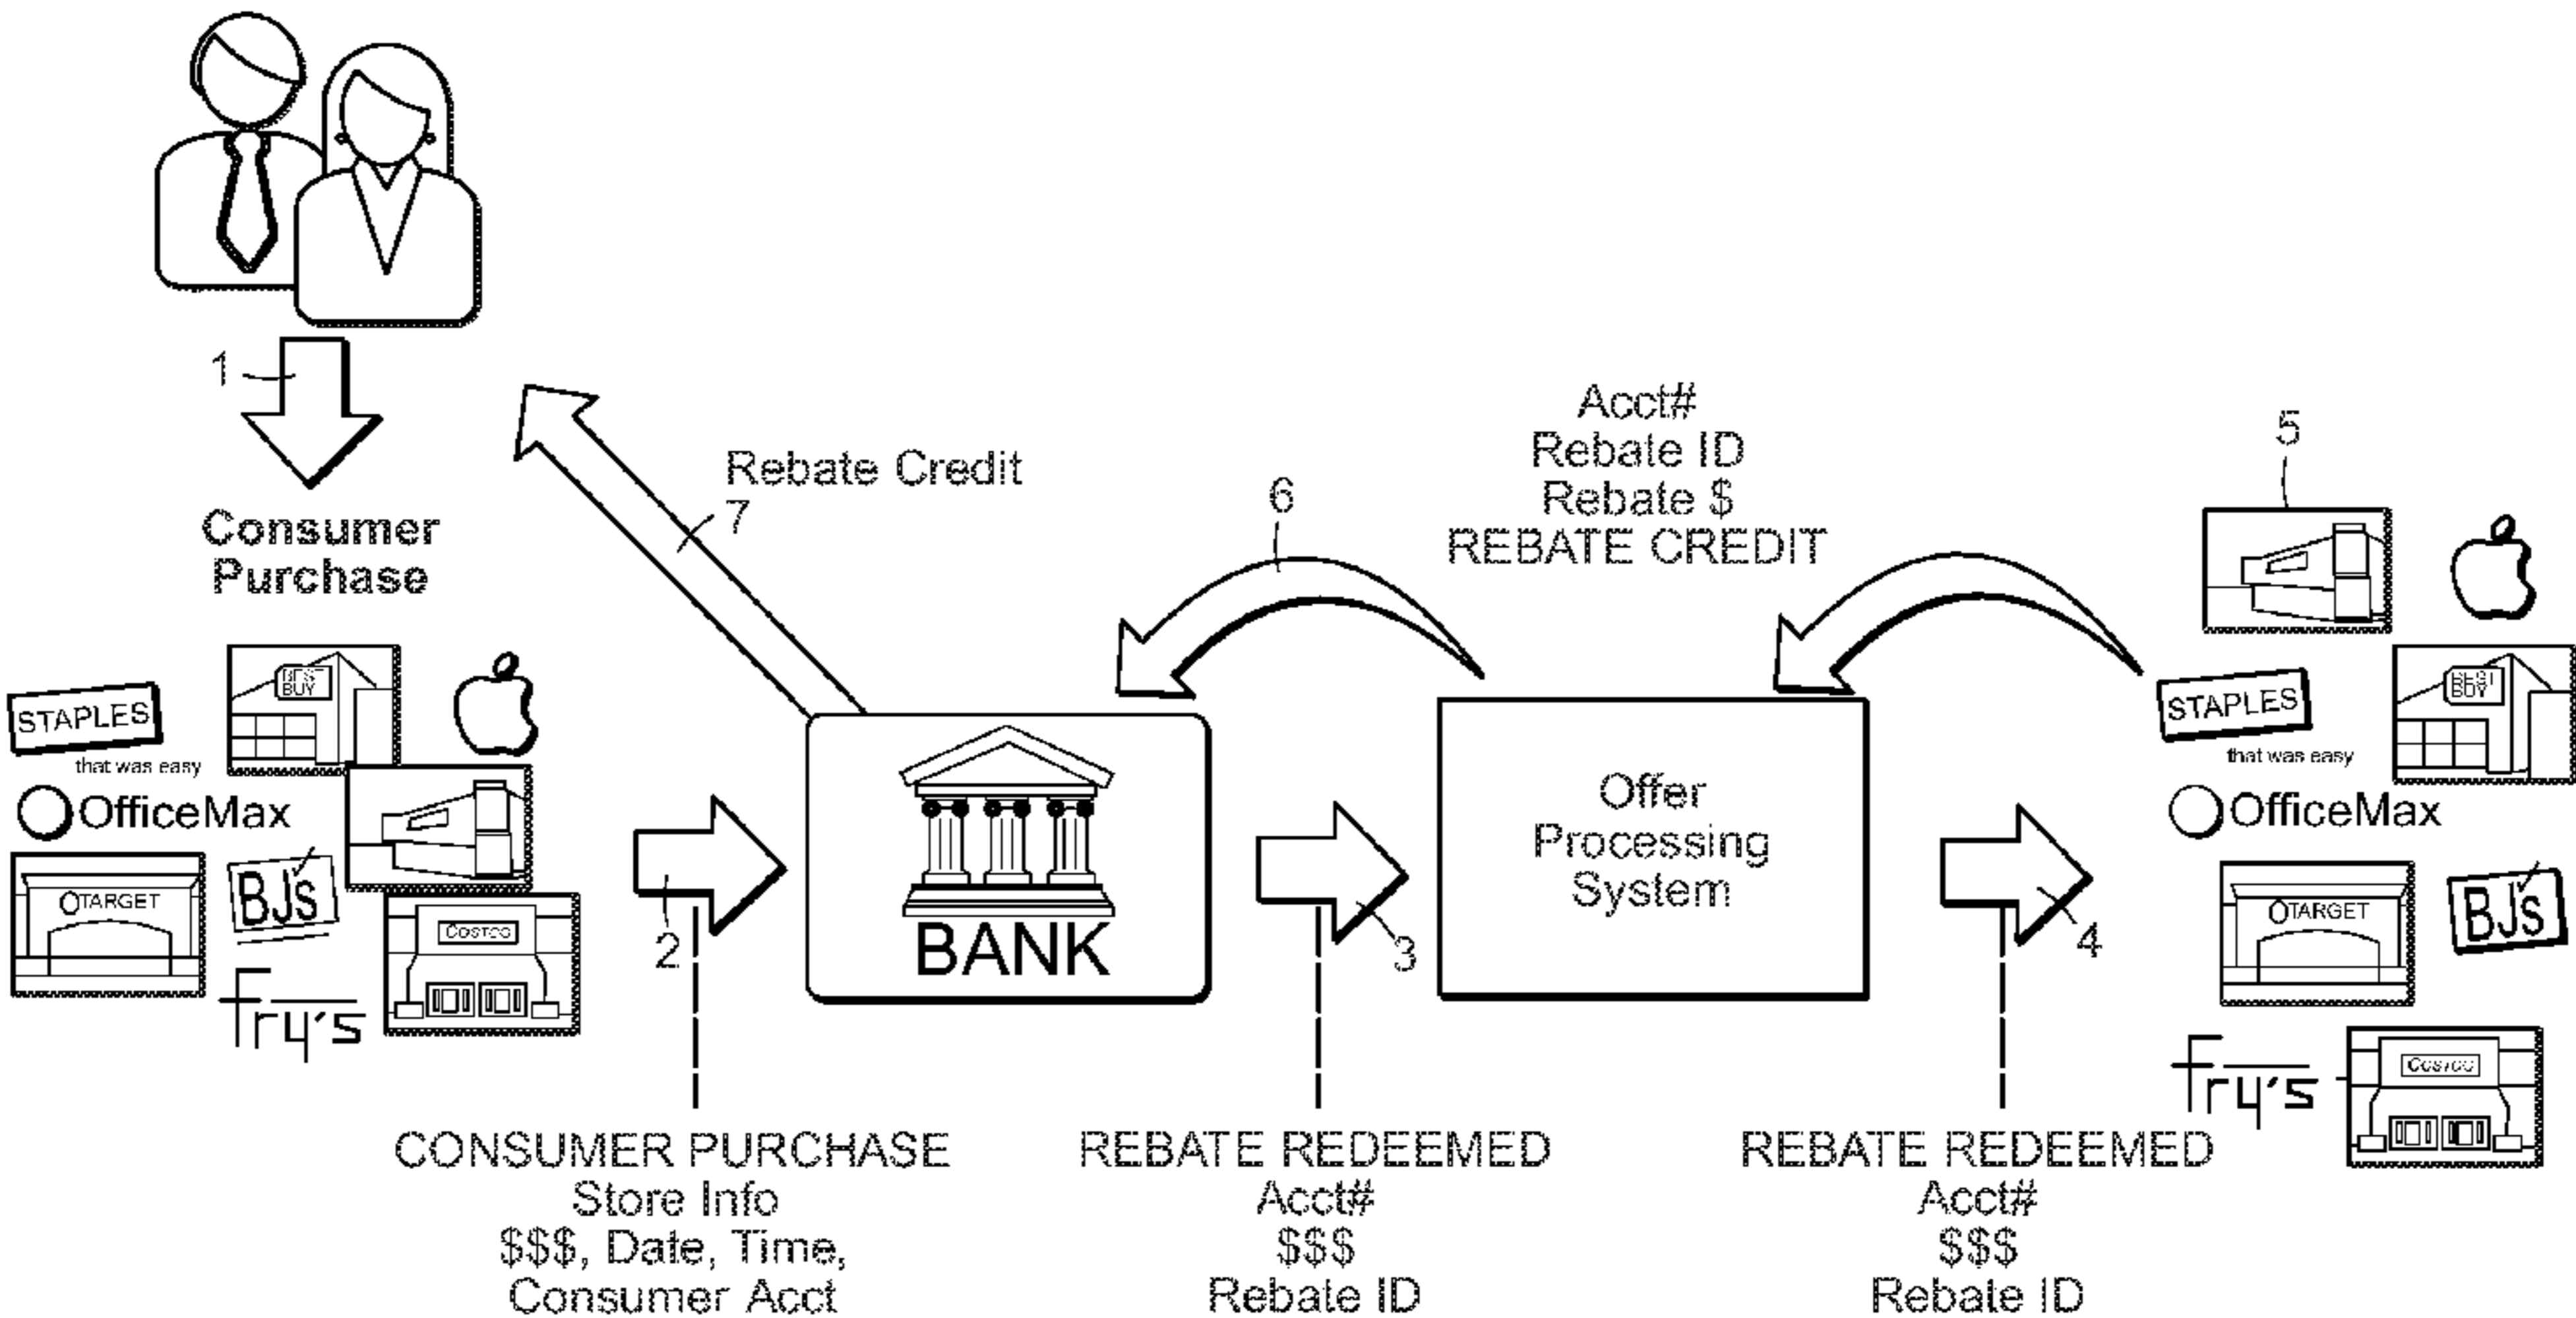 1
Consumer
Purchase
Rebate Credit
7
6
Acct#
Rebate ID
Rebate $
REBATE CREDIT
5
STAPLES
that was easy
BES
BUY
OfficeMax
TARGET
BJs
COSTCO
fry's
2
BANK
3
Offer
Processing
System
4
STAPLES
that was easy
BEST
BUY
OfficeMax
TARGET
BJs
fry's
COSTCO
CONSUMER PURCHASE
Store Info
$$$, Date, Time,
Consumer Acct
REBATE REDEEMED
Acct#
$$$
Rebate ID
REBATE REDEEMED
Acct#
$$$
Rebate ID